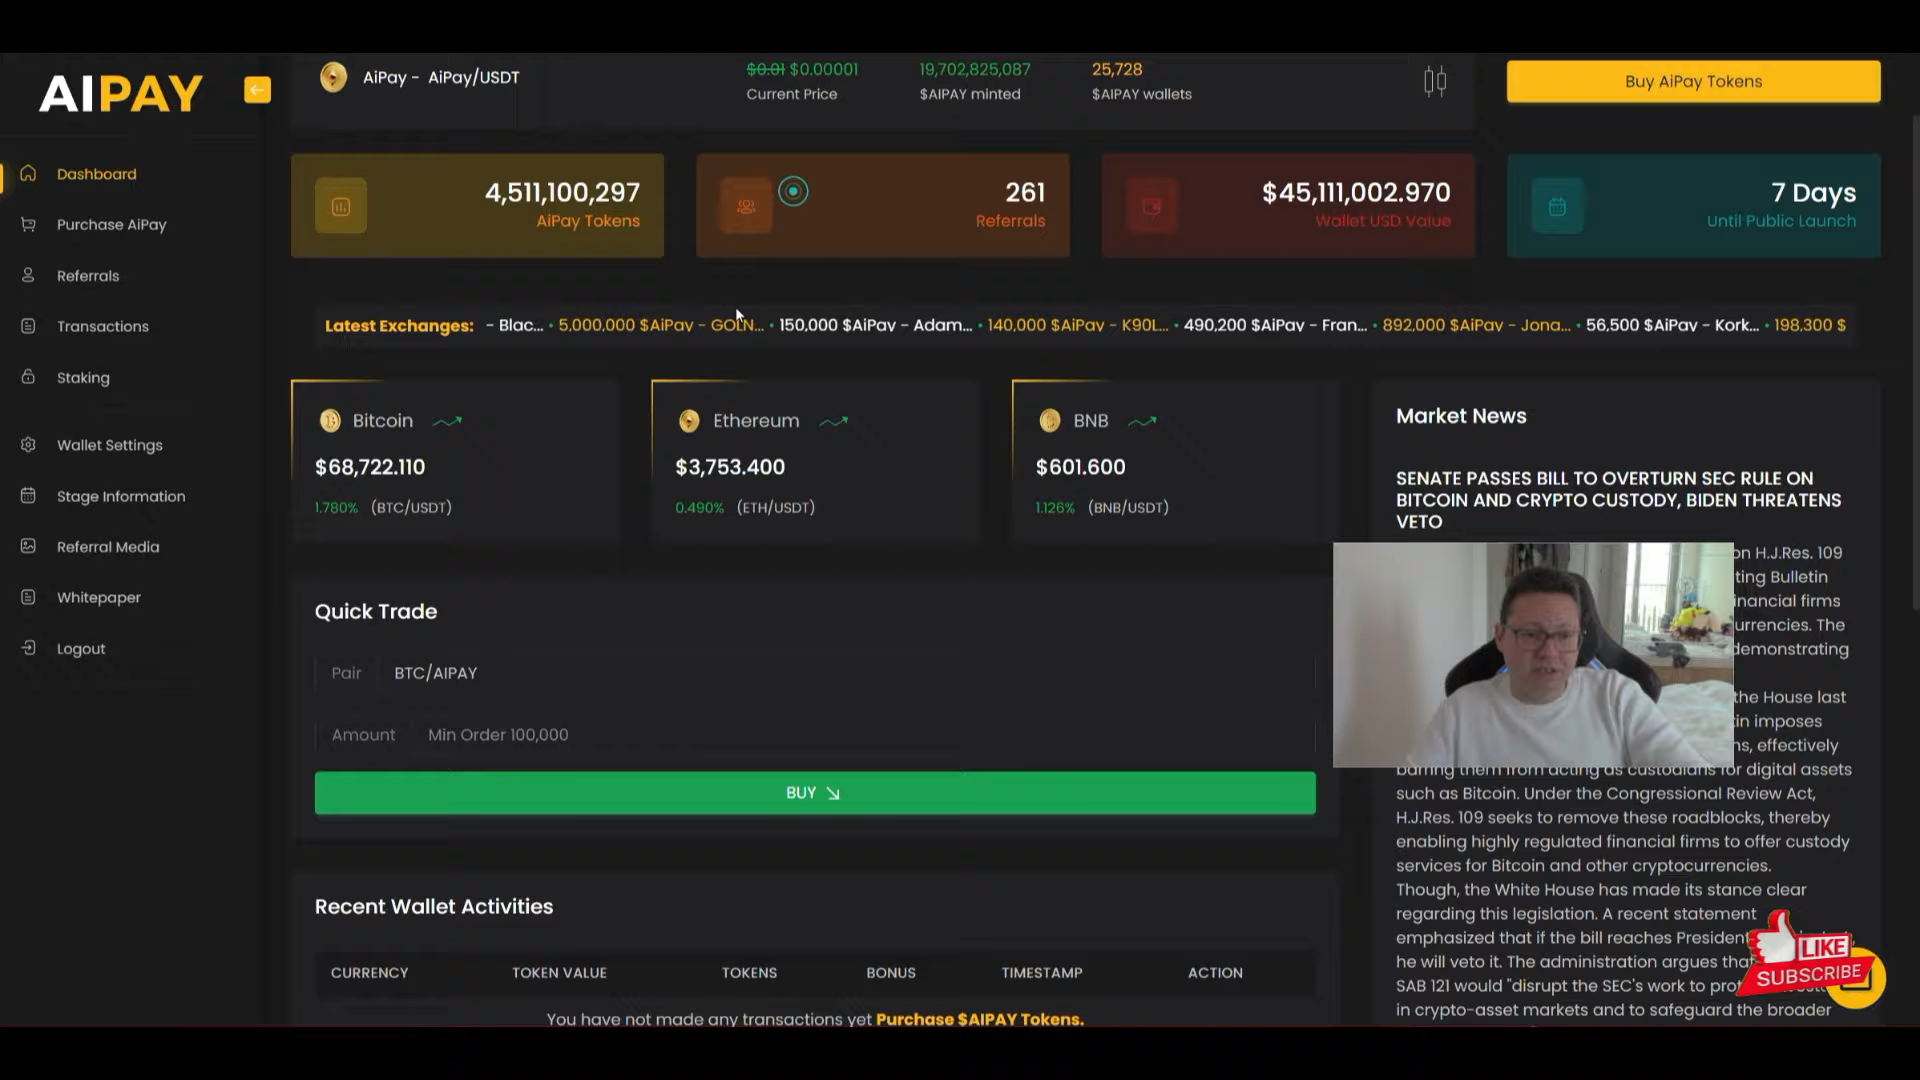 AIPAY
AiPay - AiPay/USDT
$0.01 $0.00001
Current Price
19,702,825,087
$AIPAY minted
25,728
$AIPAY wallets
Buy AiPay Tokens
Dashboard
Purchase AiPay
Referrals
Transactions
Staking
Wallet Settings
Stage Information
Referral Media
Whitepaper
Logout
4,511,100,297
AiPay Tokens
261
Referrals
$45,111,002.970
Wallet USD Value
7 Days
Until Public Launch
Latest Exchanges: - Blac... • 5,000,000 $AiPay - GOLN... • 150,000 $AiPay - Adam... • 140,000 $AiPay - K90L... • 490,200 $AiPay - Fran... • 892,000 $AiPay - Jona... • 56,500 $AiPay - Kork... • 198,300 $
Bitcoin
$68,722.110
1.780% (BTC/USDT)
Ethereum
$3,753.400
0.490% (ETH/USDT)
BNB
$601.600
1.126% (BNB/USDT)
Quick Trade
Pair BTC/AIPAY
Amount Min Order 100,000
BUY
Recent Wallet Activities
CURRENCY TOKEN VALUE TOKENS BONUS TIMESTAMP ACTION
You have not made any transactions yet Purchase $AIPAY Tokens.
Market News
SENATE PASSES BILL TO OVERTURN SEC RULE ON
BITCOIN AND CRYPTO CUSTODY, BIDEN THREATENS
VETO
on H.J.Res. 109
ting Bulletin
inancial firms
urrencies. The
demonstrating
the House last
tin imposes
ns, effectively
barring them from acting as custodians for digital assets
such as Bitcoin. Under the Congressional Review Act,
H.J.Res. 109 seeks to remove these roadblocks, thereby
enabling highly regulated financial firms to offer custody
services for Bitcoin and other cryptocurrencies.
Though, the White House has made its stance clear
regarding this legislation. A recent statement
emphasized that if the bill reaches President
he will veto it. The administration argues that
SAB 121 would "disrupt the SEC's work to pro
in crypto-asset markets and to safeguard the broader
LIKE
SUBSCRIBE